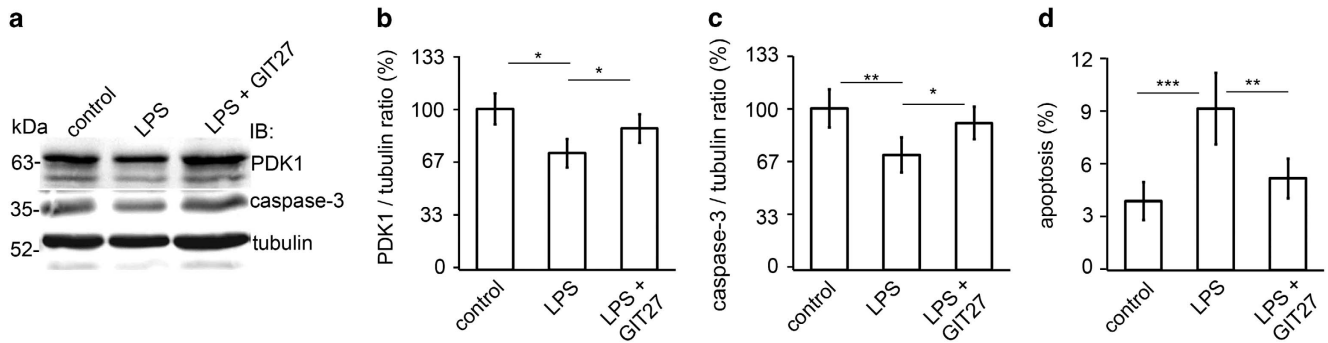 a
control
LPS
LPS + GIT27
kDa
IB:
63-
PDK1
35-
caspase-3
52-
tubulin
b
PDK1 / tubulin ratio (%)
133
100
67
33
0
*
*
control
LPS
LPS +
GIT27
c
caspase-3 / tubulin ratio (%)
133
100
67
33
0
**
*
control
LPS
LPS +
GIT27
d
apoptosis (%)
12
9
6
3
0
***
**
control
LPS
LPS +
GIT27